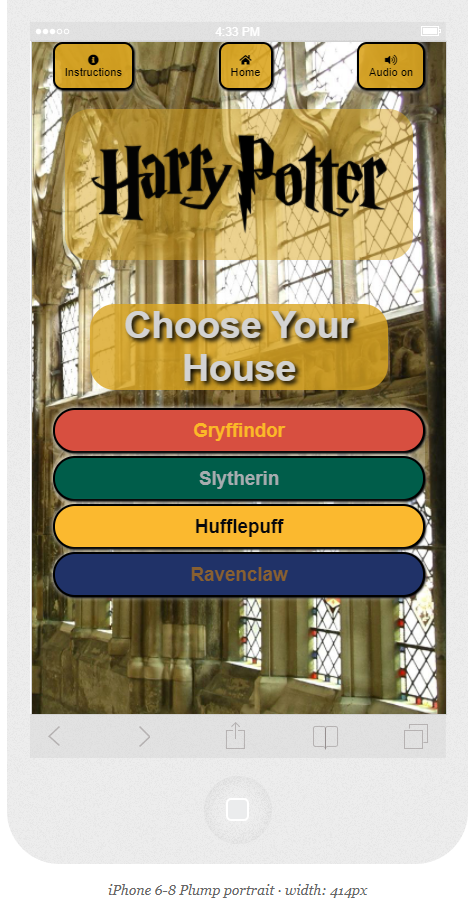 4:33 PM
Instructions
Home
Audio on
Harry Potter
Choose Your
House
Gryffindor
Slytherin
Hufflepuff
Ravenclaw
iPhone 6-8 Plump portrait · width: 414px